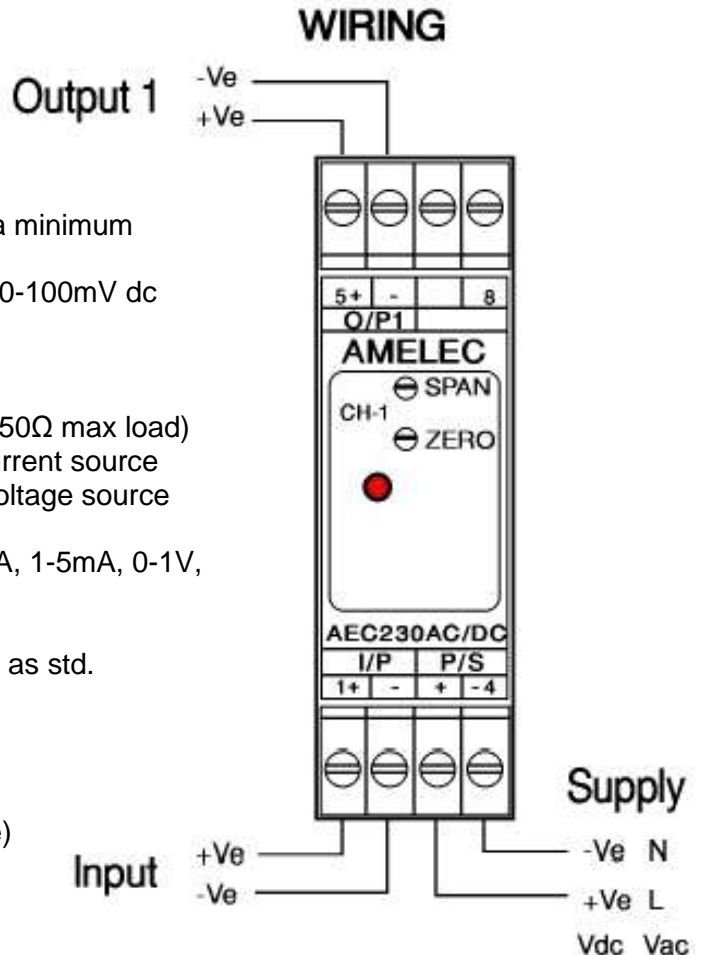 WIRING
Output 1
-Ve
+Ve
a minimum
0-100mV dc
50Ω max load)
urrent source
oltage source
A, 1-5mA, 0-1V,
as std.
)
5+ - 8
O/P1
AMELEC
SPAN
CH-1
ZERO
AEC230AC/DC
I/P P/S
1+ - + -4
Input
+Ve
-Ve
Supply
-Ve N
+Ve L
Vdc Vac